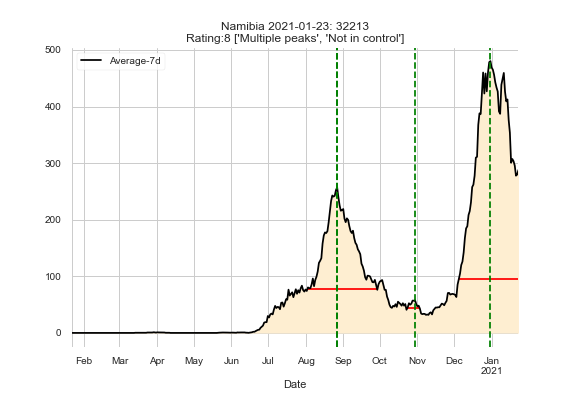 Namibia 2021-01-23: 32213
Rating:8 ['Multiple peaks', 'Not in control']
500
Average-7d
400
300
200
100
0
Feb Mar Apr May Jun Jul Aug Sep Oct Nov Dec Jan
2021
Date